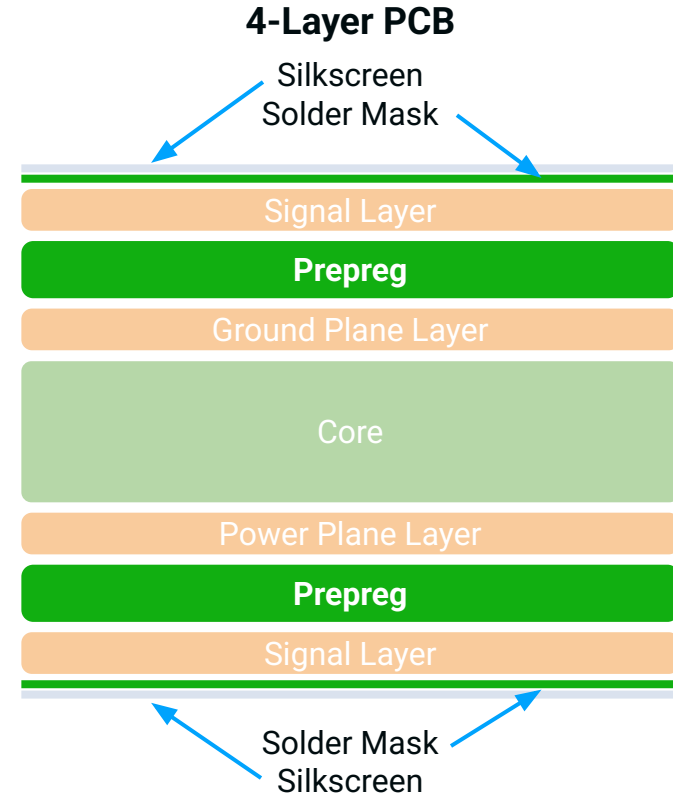 4-Layer PCB
Silkscreen
Solder Mask
Signal Layer
Prepreg
Ground Plane Layer
Core
Power Plane Layer
Prepreg
Signal Layer
Solder Mask
Silkscreen